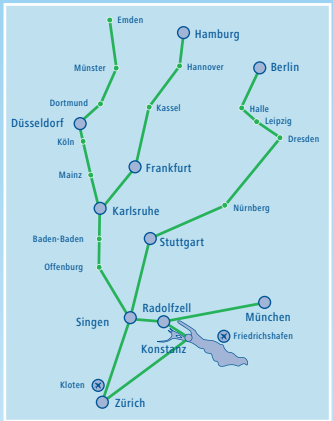 Emden
Hamburg
Münster
Hannover
Berlin
Dortmund
Kassel
Halle
Düsseldorf
Leipzig
Köln
Dresden
Frankfurt
Mainz
Karlsruhe
Nürnberg
Baden-Baden
Stuttgart
Offenburg
Radolfzell
München
Singen
Friedrichshafen
Konstanz
Kloten
Zürich